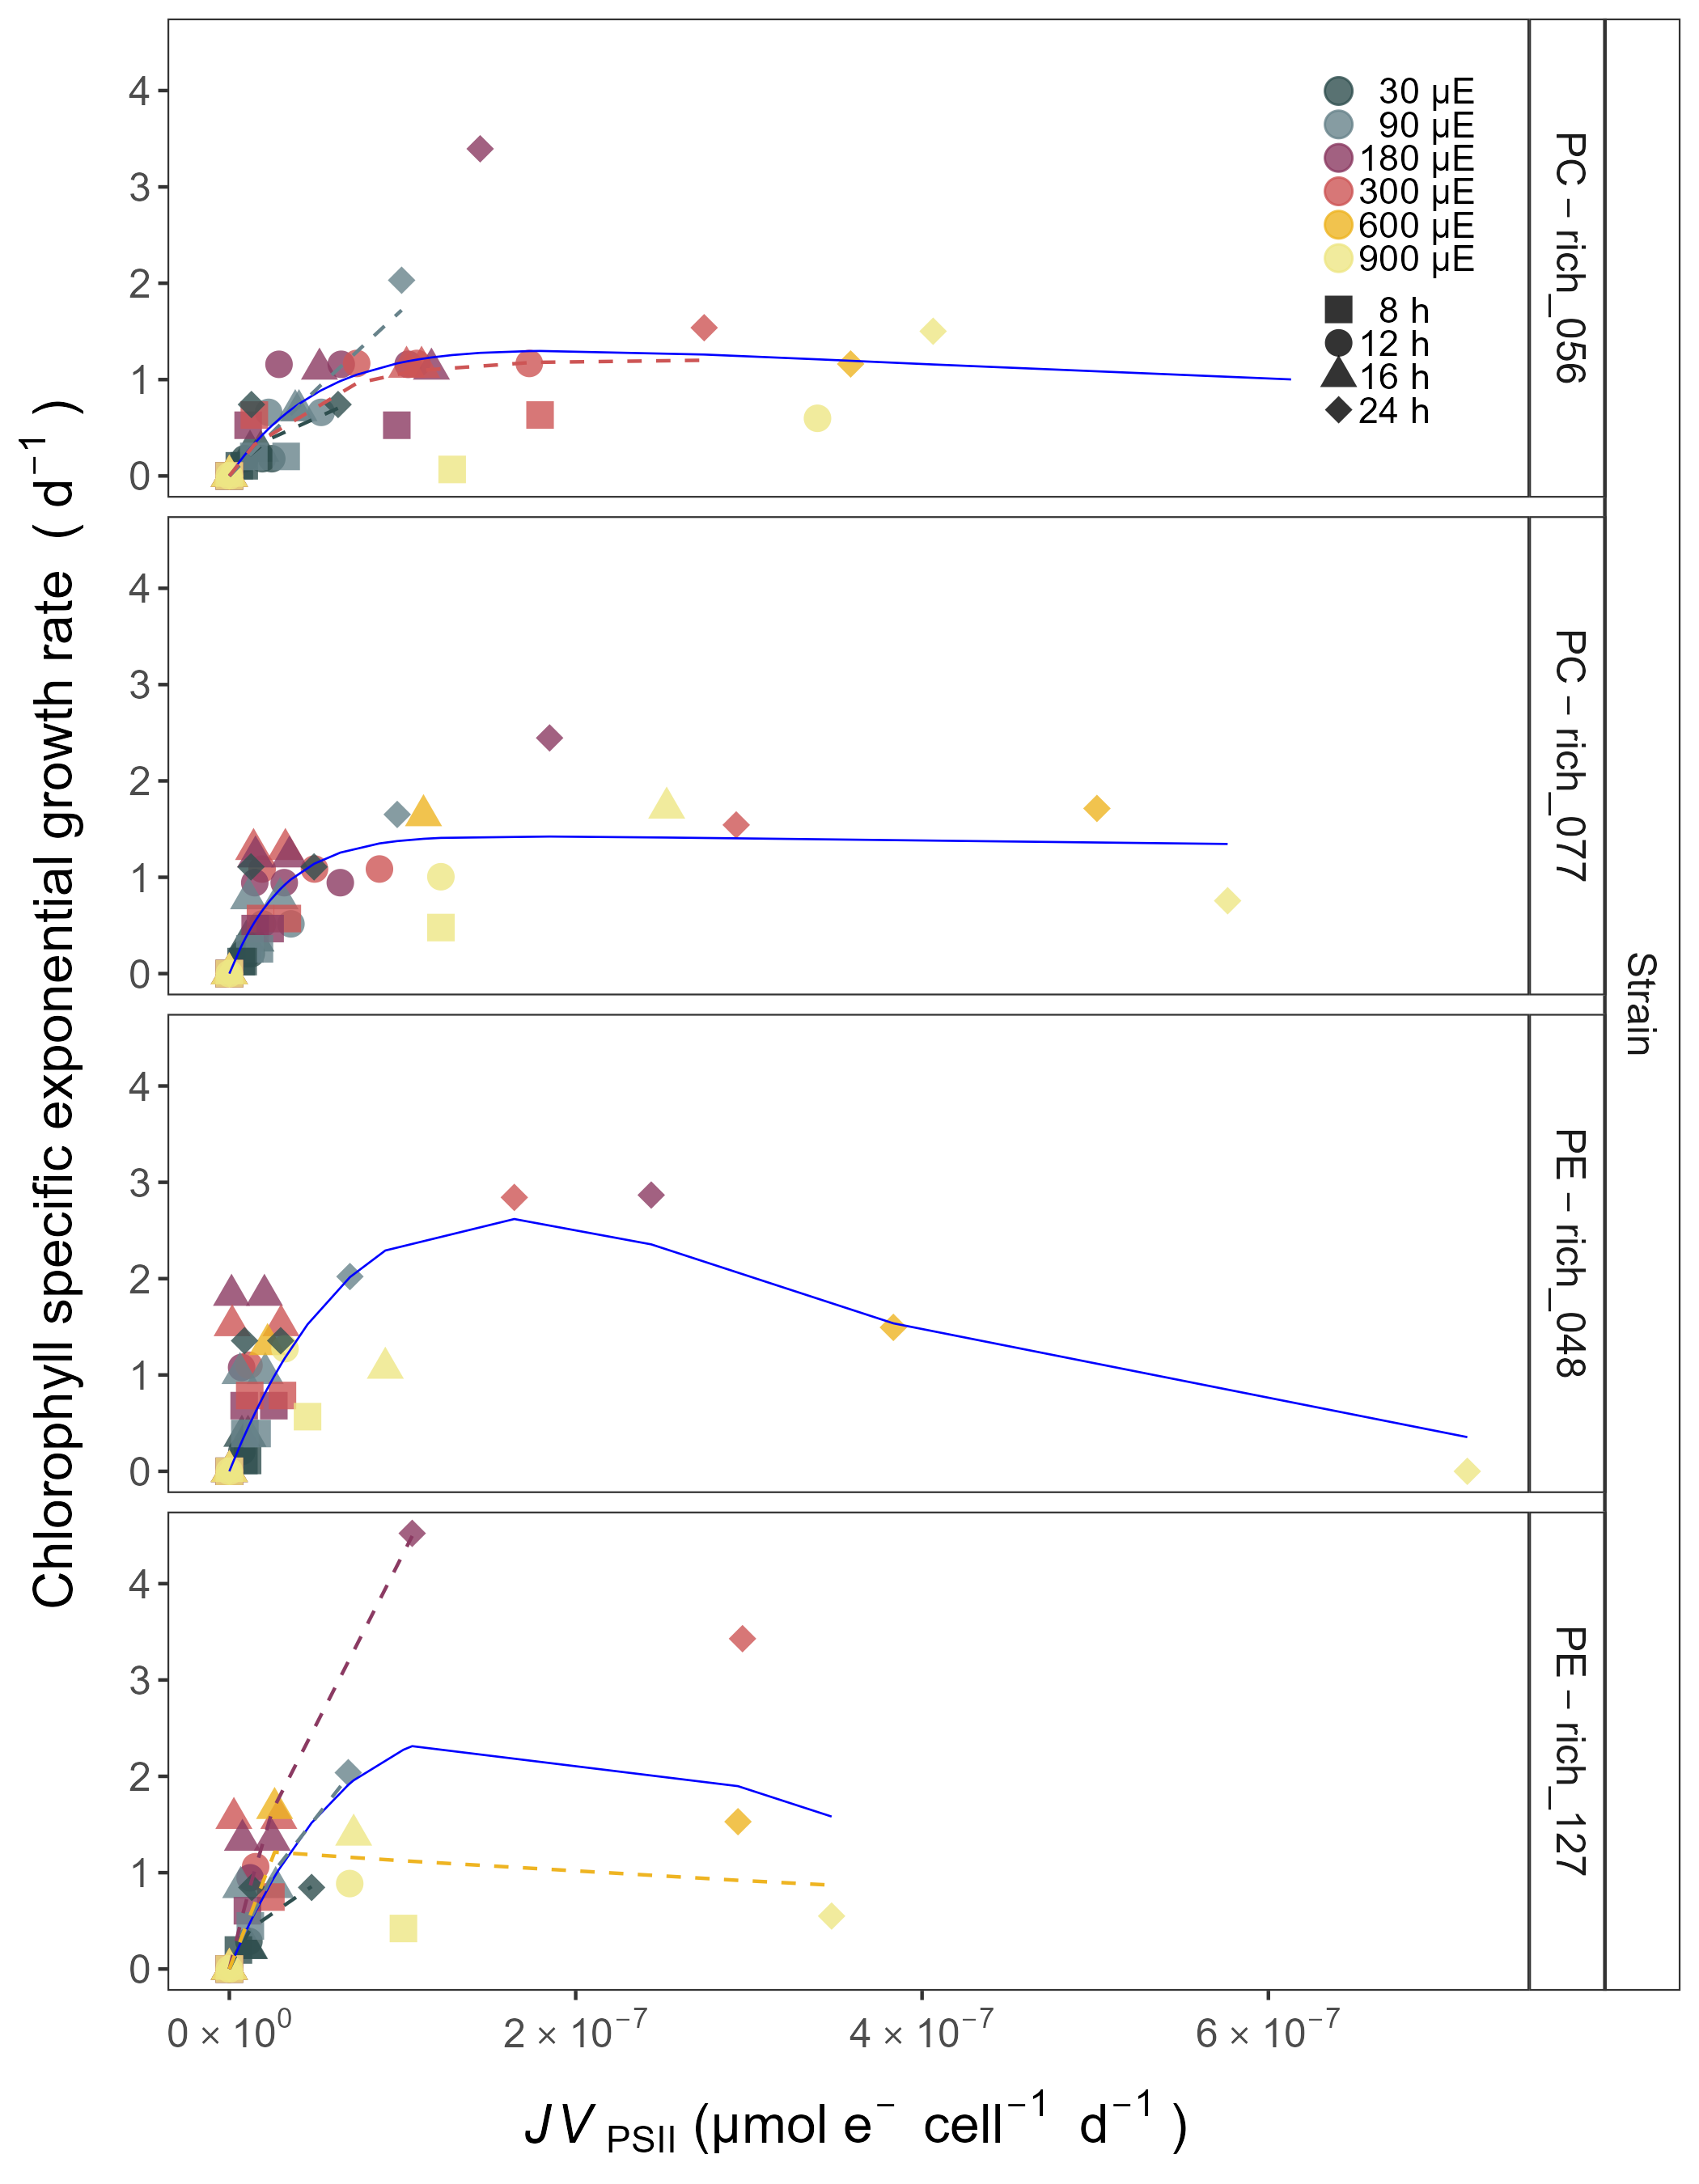 Chlorophyll specific exponential growth rate ( d⁻¹ )
4
3
2
1
0
30 µE
90 µE
180 µE
300 µE
600 µE
900 µE
8 h
12 h
16 h
24 h
PC − rich_056
4
3
2
1
0
PC − rich_077
Strain
4
3
2
1
0
PE − rich_048
4
3
2
1
0
PE − rich_127
0 × 10⁰ 2 × 10⁻⁷ 4 × 10⁻⁷ 6 × 10⁻⁷
JV PSII (µmol e⁻ cell⁻¹ d⁻¹ )